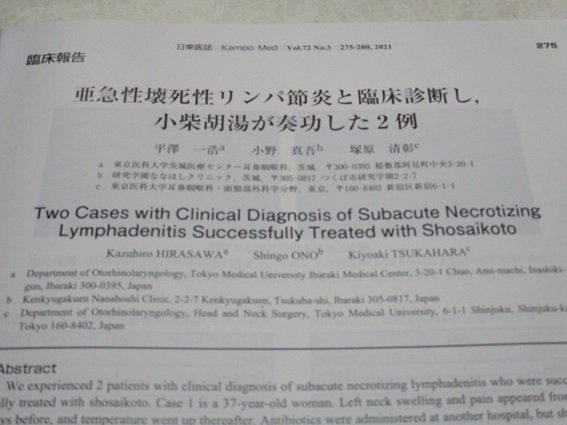 日東医誌 Kampo Med Vol.72 No.3 275-280, 2021
275
臨床報告
亜急性壊死性リンパ節炎と臨床診断し,
小柴胡湯が奏功した2例
平澤 一浩a 小野 真吾b 塚原 清彰c
a 東京医科大学茨城医療センター耳鼻咽喉科, 茨城, 〒300-0395 稲敷郡阿見町中央3-20-1
b 研究学園ななほしクリニック, 茨城, 〒305-0817 つくば市研究学園2-2-7
c 東京医科大学耳鼻咽喉科・頭頸部外科学分野, 東京, 〒160-8402 新宿区新宿6-1-1
Two Cases with Clinical Diagnosis of Subacute Necrotizing
Lymphadenitis Successfully Treated with Shosaikoto
Kazuhiro HIRASAWAa Shingo ONOb Kiyoaki TSUKAHARAc
a Department of Otorhinolaryngology, Tokyo Medical University Ibaraki Medical Center, 3-20-1 Chuo, Ami-machi, Inashiki-
gun, Ibaraki 300-0395, Japan
b Kenkyugakuen Nanahoshi Clinic, 2-2-7 Kenkyugakuen, Tsukuba-shi, Ibaraki 305-0817, Japan
c Department of Otorhinolaryngology, Head and Neck Surgery, Tokyo Medical University, 6-1-1 Shinjuku, Shinjuku-ku
Tokyo 160-8402, Japan
Abstract
We experienced 2 patients with clinical diagnosis of subacute necrotizing lymphadenitis who were succ
lly treated with shosaikoto. Case 1 is a 37-year-old woman. Left neck swelling and pain appeared from
ys before, and temperature went up thereafter. Antibiotics were administered at another hospital, but sh